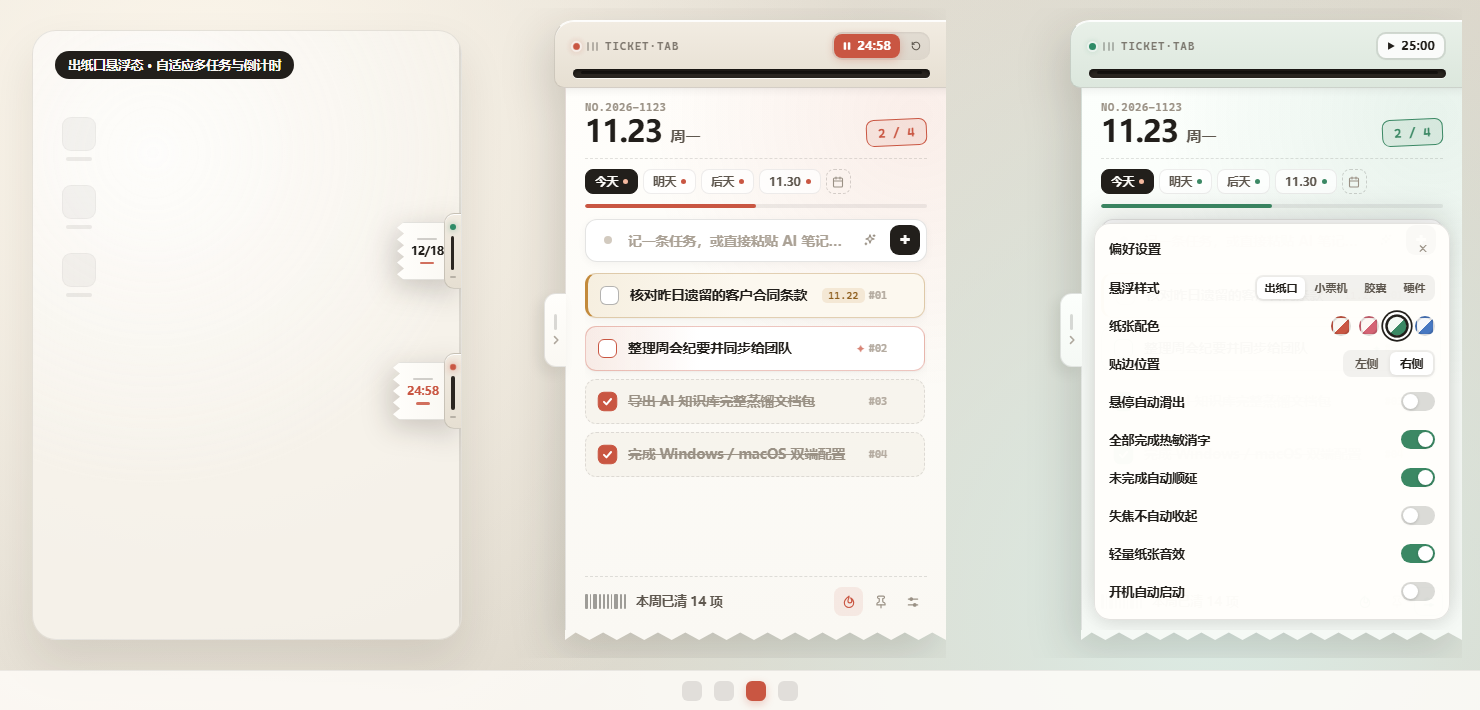 出纸口悬浮态 • 自适应多任务与倒计时
12/18
24:58
TICKET·TAB
24:58
NO.2026-1123
11.23 周一
2 / 4
今天
明天
后天
11.30
记一条任务，或直接粘贴 AI 笔记…
核对昨日遗留的客户合同条款 11.22 #01
整理周会纪要并同步给团队 #02
导出 AI 知识库完整蒸馏文档包 #03
完成 Windows / macOS 双端配置 #04
本周已清 14 项
TICKET·TAB
25:00
NO.2026-1123
11.23 周一
2 / 4
今天
明天
后天
11.30
偏好设置
悬浮样式 出纸口 小票机 胶囊 硬件
纸张配色
贴边位置 左侧 右侧
悬停自动滑出
全部完成热敏消字
未完成自动顺延
失焦不自动收起
轻量纸张音效
开机自动启动